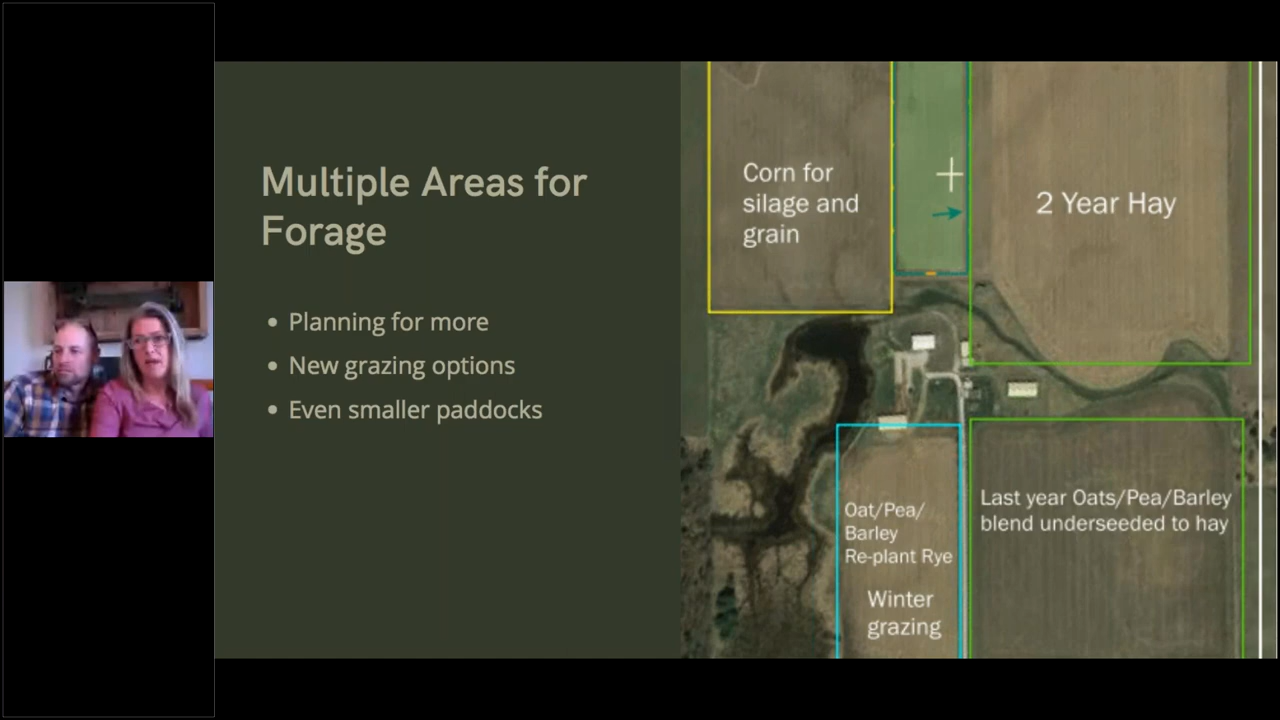 Multiple Areas for
Forage
• Planning for more
• New grazing options
• Even smaller paddocks
Corn for
silage and
grain
2 Year Hay
Oat/Pea/
Barley
Re-plant Rye
Winter
grazing
Last year Oats/Pea/Barley
blend underseeded to hay